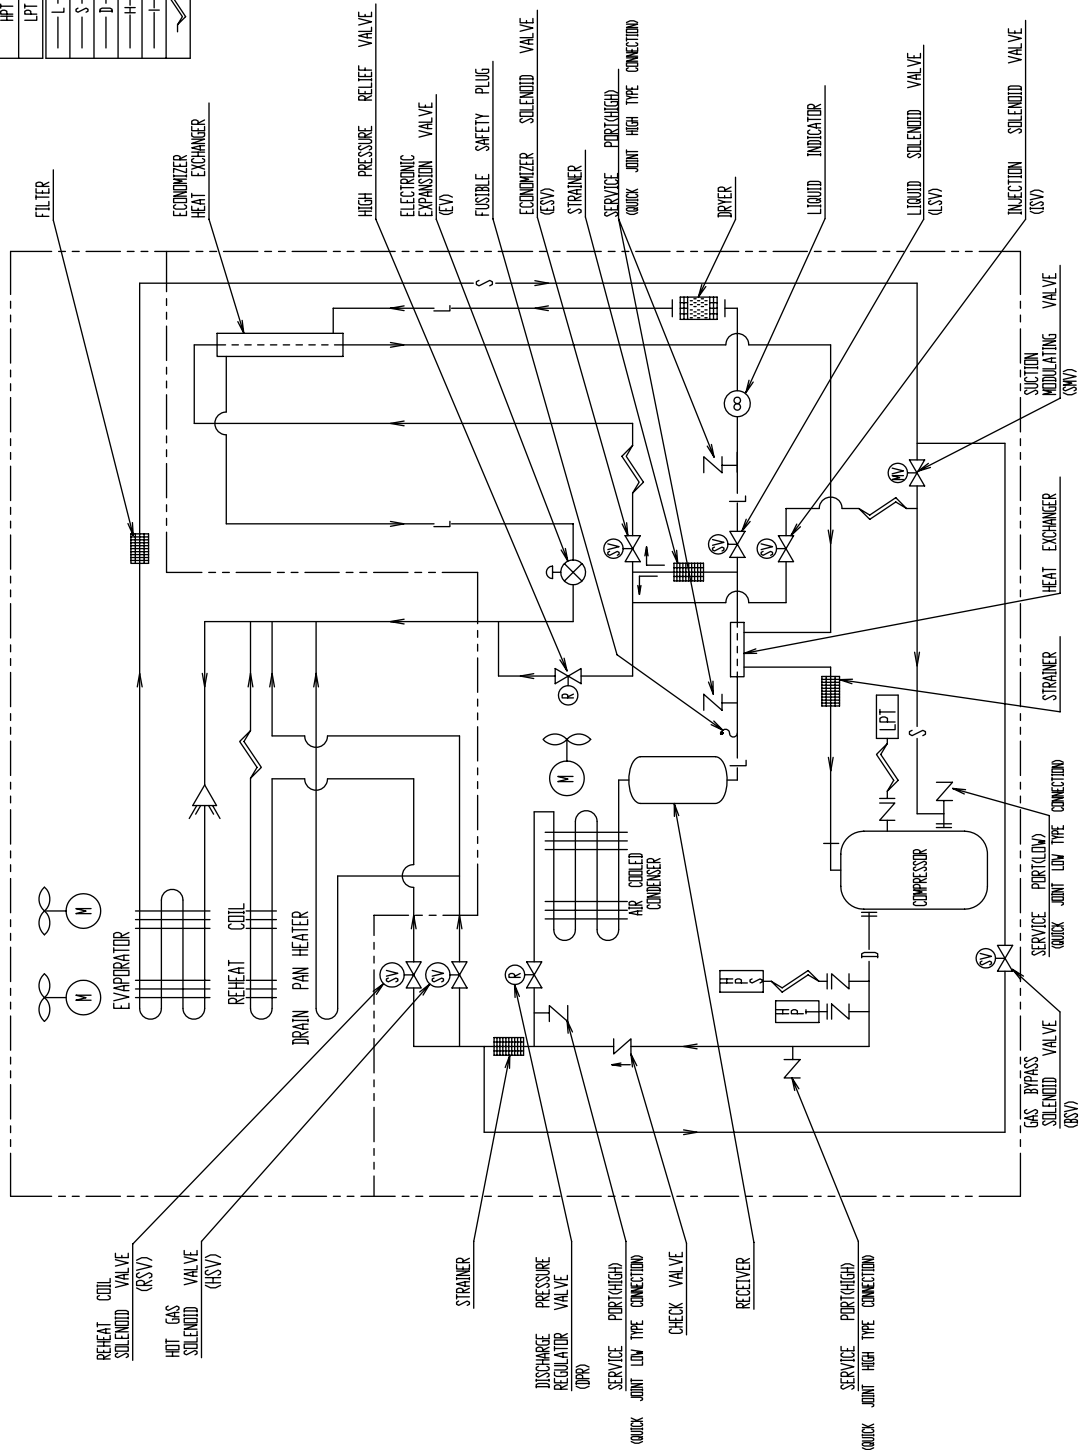 HPT
LPT
L
S
D
H
I
FILTER
ECONOMIZER
HEAT EXCHANGER
HIGH PRESSURE RELIEF VALVE
ELECTRONIC
EXPANSION VALVE
(EV)
FUSIBLE SAFETY PLUG
ECONOMIZER SOLENOID VALVE
(ESV)
STRAINER
SERVICE PORT(HIGH)
(QUICK JOINT HIGH TYPE CONNECTION)
DRYER
LIQUID INDICATOR
LIQUID SOLENOID VALVE
(LSV)
INJECTION SOLENOID VALVE
(ISV)
SUCTION
MODULATING VALVE
(SMV)
HEAT EXCHANGER
STRAINER
SERVICE PORT(LOW)
(QUICK JOINT LOW TYPE CONNECTION)
GAS BYPASS
SOLENOID VALVE
(BSV)
S
L
L
L
L
S
D
SV
SV
SV
MV
R
M
LPT
COMPRESSOR
AIR COOLED
CONDENSER
HPS
HPT
SV
R
SV
SV
M
M
EVAPORATOR
REHEAT COIL
DRAIN PAN HEATER
REHEAT COIL
SOLENOID VALVE
(RSV)
HOT GAS
SOLENOID VALVE
(HSV)
STRAINER
DISCHARGE PRESSURE
REGULATOR VALVE
(DPR)
SERVICE PORT(HIGH)
(QUICK JOINT LOW TYPE CONNECTION)
CHECK VALVE
RECEIVER
SERVICE PORT(HIGH)
(QUICK JOINT HIGH TYPE CONNECTION)